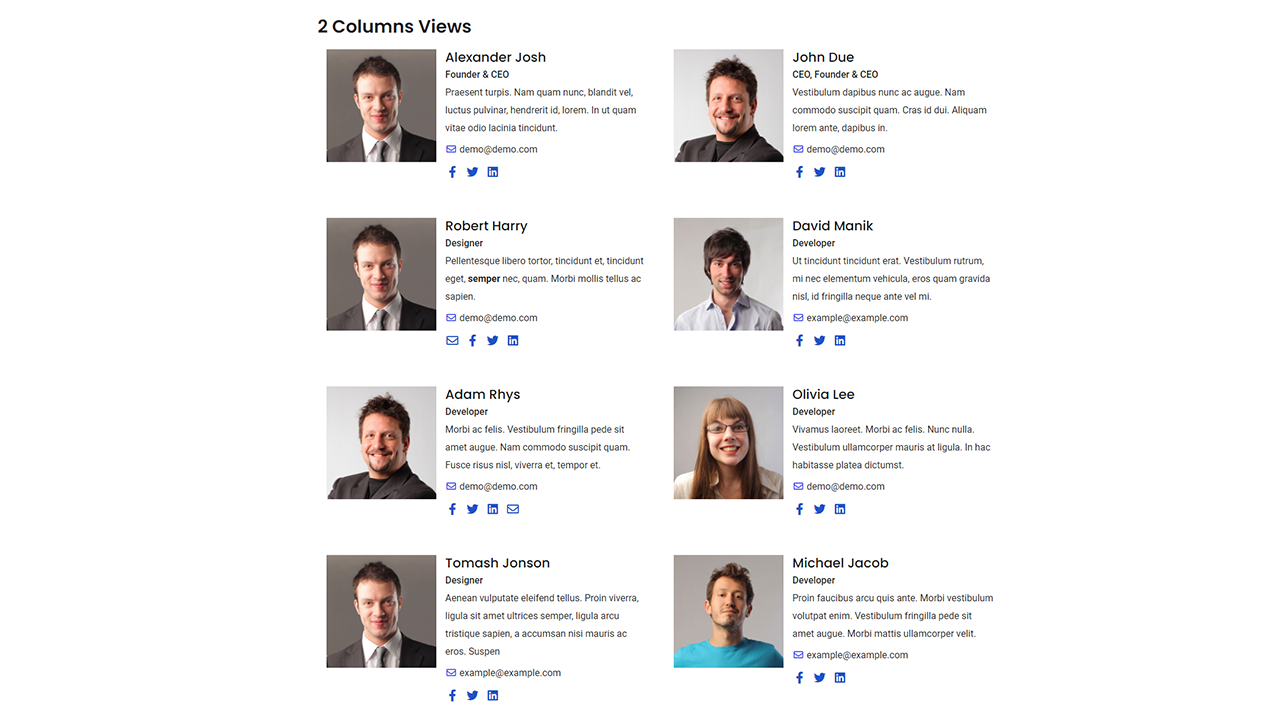 2 Columns Views
Alexander Josh
Founder & CEO
Praesent turpis. Nam quam nunc, blandit vel,
luctus pulvinar, hendrerit id, lorem. In ut quam
vitae odio lacinia tincidunt.
demo@demo.com
John Due
CEO, Founder & CEO
Vestibulum dapibus nunc ac augue. Nam
commodo suscipit quam. Cras id dui. Aliquam
lorem ante, dapibus in.
demo@demo.com
Robert Harry
Designer
Pellentesque libero tortor, tincidunt et, tincidunt
eget, semper nec, quam. Morbi mollis tellus ac
sapien.
demo@demo.com
David Manik
Developer
Ut tincidunt tincidunt erat. Vestibulum rutrum,
mi nec elementum vehicula, eros quam gravida
nisl, id fringilla neque ante vel mi.
example@example.com
Adam Rhys
Developer
Morbi ac felis. Vestibulum fringilla pede sit
amet augue. Nam commodo suscipit quam.
Fusce risus nisl, viverra et, tempor et.
demo@demo.com
Olivia Lee
Developer
Vivamus laoreet. Morbi ac felis. Nunc nulla.
Vestibulum ullamcorper mauris at ligula. In hac
habitasse platea dictumst.
demo@demo.com
Tomash Jonson
Designer
Aenean vulputate eleifend tellus. Proin viverra,
ligula sit amet ultrices semper, ligula arcu
tristique sapien, a accumsan nisi mauris ac
eros. Suspen
example@example.com
Michael Jacob
Developer
Proin faucibus arcu quis ante. Morbi vestibulum
volutpat enim. Vestibulum fringilla pede sit
amet augue. Morbi mattis ullamcorper velit.
example@example.com